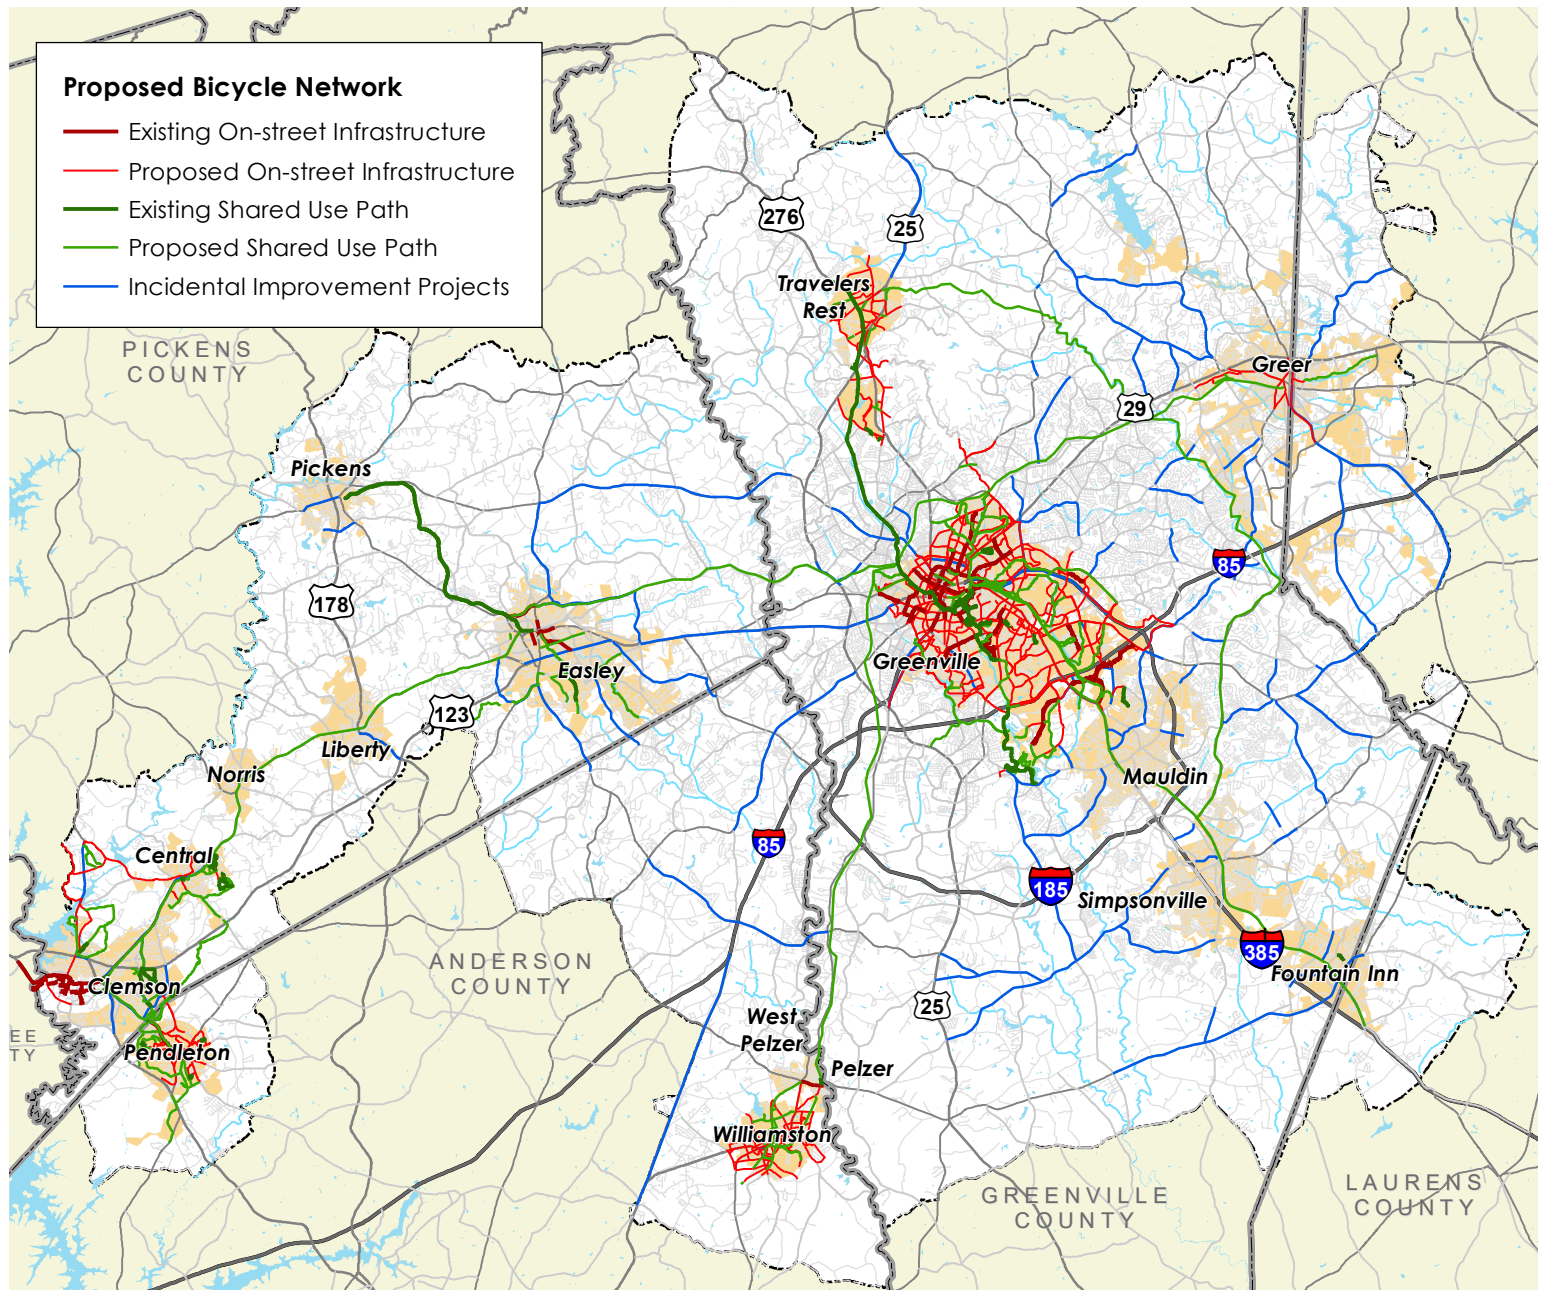 Proposed Bicycle Network
Existing On-street Infrastructure
Proposed On-street Infrastructure
Existing Shared Use Path
Proposed Shared Use Path
Incidental Improvement Projects
276
25
Travelers
Rest
PICKENS
COUNTY
Greer
29
Pickens
85
178
Greenville
Easley
123
Liberty
Norris
Mauldin
85
Central
185
Simpsonville
385
ANDERSON
COUNTY
Fountain Inn
Clemson
25
West
Pelzer
EE
TY
Pendleton
Pelzer
Williamston
GREENVILLE
COUNTY
LAURENS
COUNTY